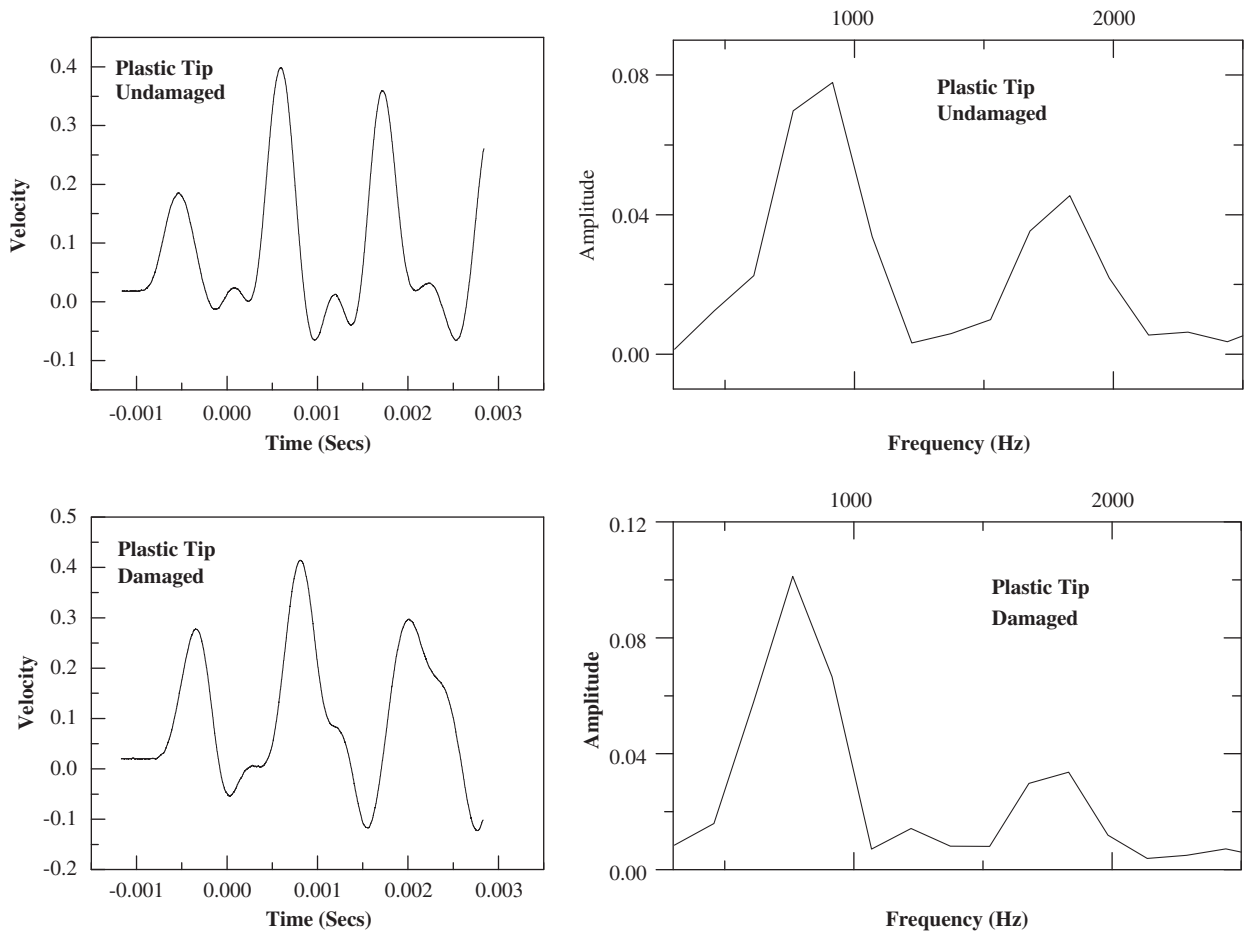 1000 2000
0.4
0.3
0.2
0.1
0.0
-0.1
Velocity
Plastic Tip
Undamaged
-0.001 0.000 0.001 0.002 0.003
Time (Secs)
0.08
0.04
0.00
Amplitude
Plastic Tip
Undamaged
Frequency (Hz)
0.5
0.4
0.3
0.2
0.1
0.0
-0.1
-0.2
Velocity
Plastic Tip
Damaged
-0.001 0.000 0.001 0.002 0.003
Time (Secs)
1000 2000
0.12
0.08
0.04
0.00
Amplitude
Plastic Tip
Damaged
Frequency (Hz)